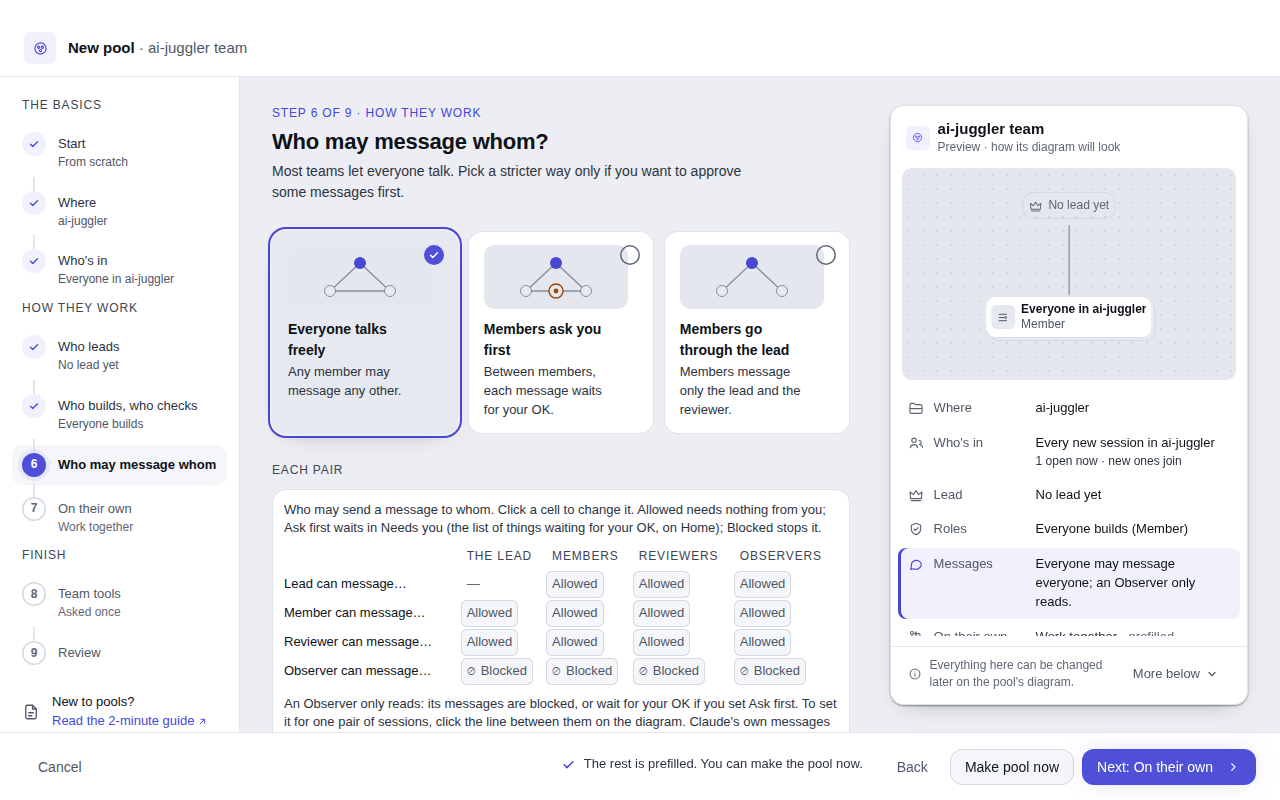 New pool · ai-juggler team
THE BASICS
Start
From scratch
Where
ai-juggler
Who's in
Everyone in ai-juggler
HOW THEY WORK
Who leads
No lead yet
Who builds, who checks
Everyone builds
6 Who may message whom
7 On their own
Work together
FINISH
8 Team tools
Asked once
9 Review
New to pools?
Read the 2-minute guide
STEP 6 OF 9 · HOW THEY WORK
Who may message whom?
Most teams let everyone talk. Pick a stricter way only if you want to approve
some messages first.
Everyone talks
freely
Any member may
message any other.
Members ask you
first
Between members,
each message waits
for your OK.
Members go
through the lead
Members message
only the lead and the
reviewer.
EACH PAIR
Who may send a message to whom. Click a cell to change it. Allowed needs nothing from you;
Ask first waits in Needs you (the list of things waiting for your OK, on Home); Blocked stops it.
THE LEAD MEMBERS REVIEWERS OBSERVERS
Lead can message… — Allowed Allowed Allowed
Member can message… Allowed Allowed Allowed Allowed
Reviewer can message… Allowed Allowed Allowed Allowed
Observer can message… Blocked Blocked Blocked Blocked
An Observer only reads: its messages are blocked, or wait for your OK if you set Ask first. To set
it for one pair of sessions, click the line between them on the diagram. Claude's own messages
ai-juggler team
Preview · how its diagram will look
No lead yet
Everyone in ai-juggler
Member
Where ai-juggler
Who's in Every new session in ai-juggler
1 open now · new ones join
Lead No lead yet
Roles Everyone builds (Member)
Messages Everyone may message
everyone; an Observer only
reads.
On their own Work together · prefilled
Everything here can be changed
later on the pool's diagram.
More below
Cancel
The rest is prefilled. You can make the pool now.
Back
Make pool now
Next: On their own